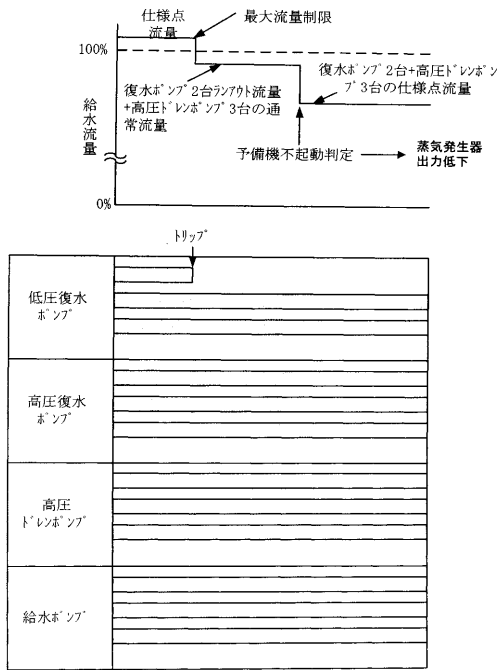 仕様点
流量
最大流量制限
100%
復水ポンプ2台ランアウト流量
+高圧ドレンポンプ3台の通
常流量
復水ポンプ2台+高圧ドレンポン
プ3台の仕様点流量
給水流量
予備機不起動判定
蒸気発生器
出力低下
0%
トリップ
低圧復水
ポンプ
高圧復水
ポンプ
高圧
ドレンポンプ
給水ポンプ